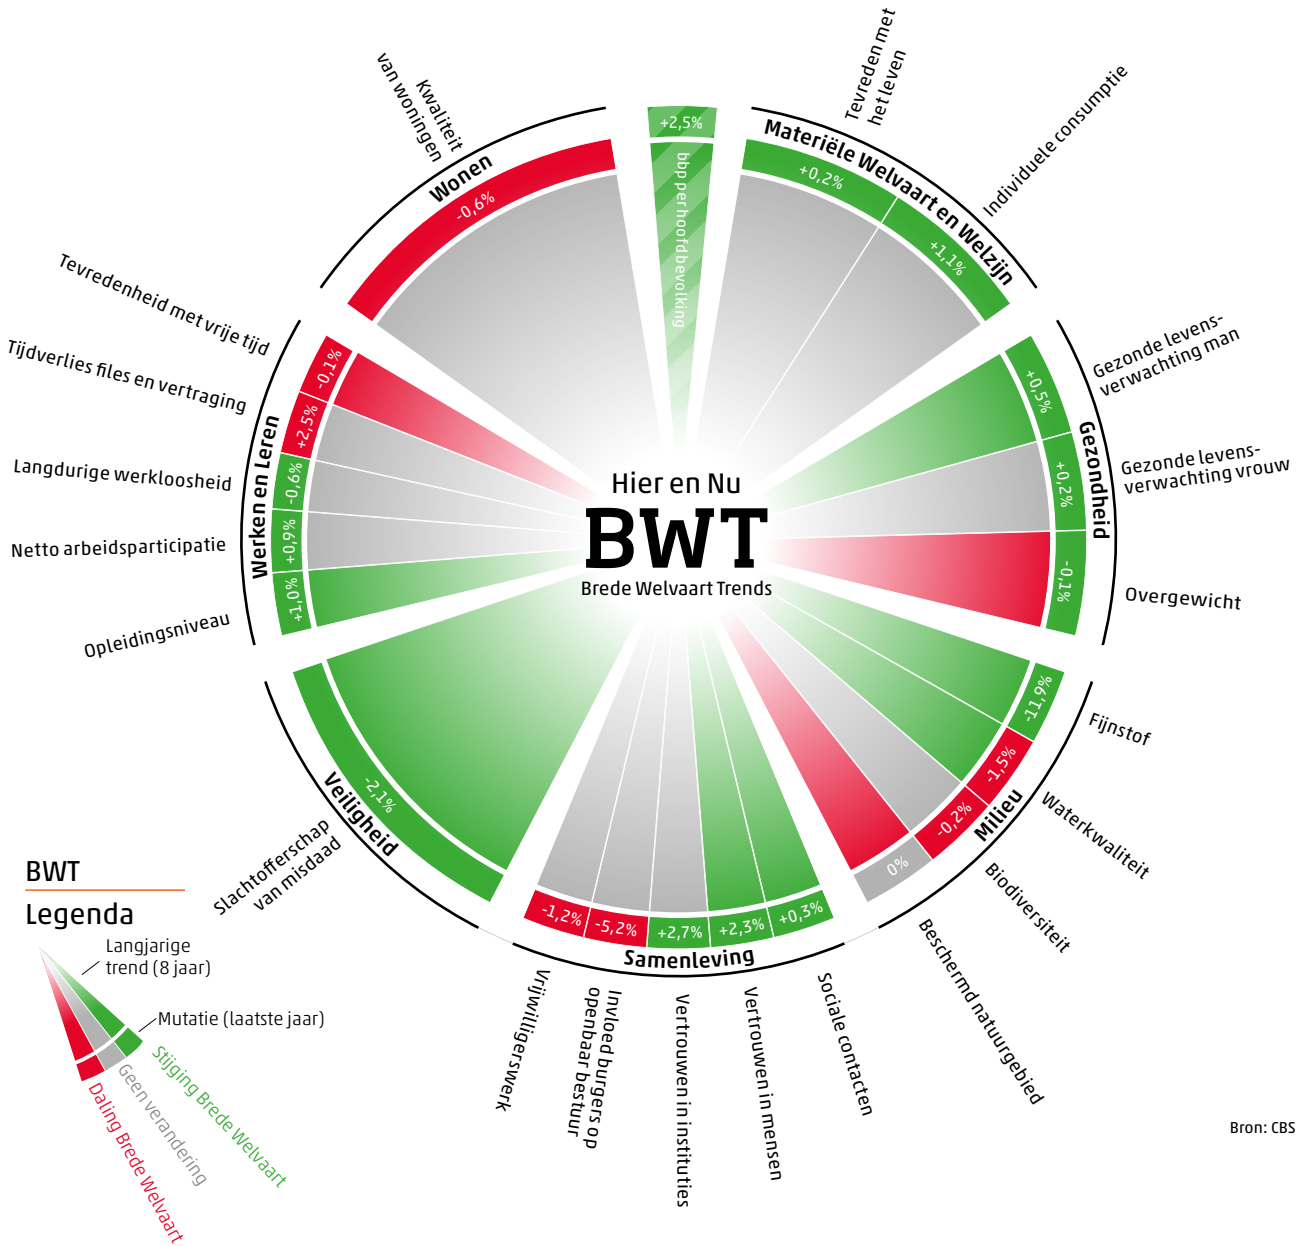 Hier en Nu
BWT
Brede Welvaart Trends
+2,5%
bbp per hoofd bevolking
Materiële Welvaart en Welzijn
Tevreden met
het leven
+0,2%
Individuele consumptie
+1,1%
Gezondheid
Gezonde levens-
verwachting man
+0,5%
Gezonde levens-
verwachting vrouw
+0,2%
Overgewicht
-0,1%
Milieu
Fijnstof
-11,9%
Waterkwaliteit
-1,5%
Biodiversiteit
-0,2%
Beschermd natuurgebied
0%
Samenleving
Sociale contacten
+0,3%
Vertrouwen in mensen
+2,3%
Vertrouwen in instituties
+2,7%
Invloed burgers op
openbaar bestuur
-5,2%
Vrijwilligerswerk
-1,2%
Veiligheid
Slachtofferschap
van misdaad
-2,1%
Werken en Leren
Opleidingsniveau
+1,0%
Netto arbeidsparticipatie
+0,9%
Langdurige werkloosheid
-0,6%
Tijdverlies files en vertraging
+2,5%
Tevredenheid met vrije tijd
-0,1%
Wonen
Kwaliteit
van woningen
-0,6%
BWT
Legenda
Langjarige
trend (8 jaar)
Mutatie (laatste jaar)
Stijging Brede Welvaart
Geen verandering
Daling Brede Welvaart
Bron: CBS